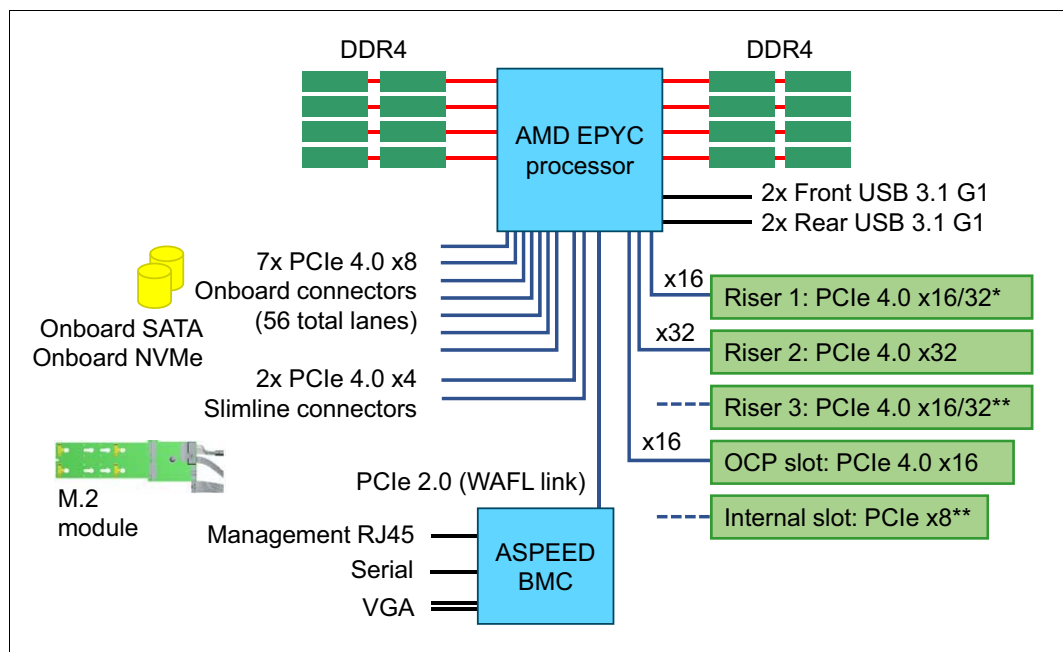 DDR4
DDR4
AMD EPYC
processor
2x Front USB 3.1 G1
2x Rear USB 3.1 G1
7x PCIe 4.0 x8
Onboard connectors
(56 total lanes)
Onboard SATA
Onboard NVMe
2x PCIe 4.0 x4
Slimline connectors
x16
Riser 1: PCIe 4.0 x16/32*
x32
Riser 2: PCIe 4.0 x32
Riser 3: PCIe 4.0 x16/32**
x16
OCP slot: PCIe 4.0 x16
Internal slot: PCIe x8**
M.2
module
PCIe 2.0 (WAFL link)
Management RJ45
Serial
VGA
ASPEED
BMC